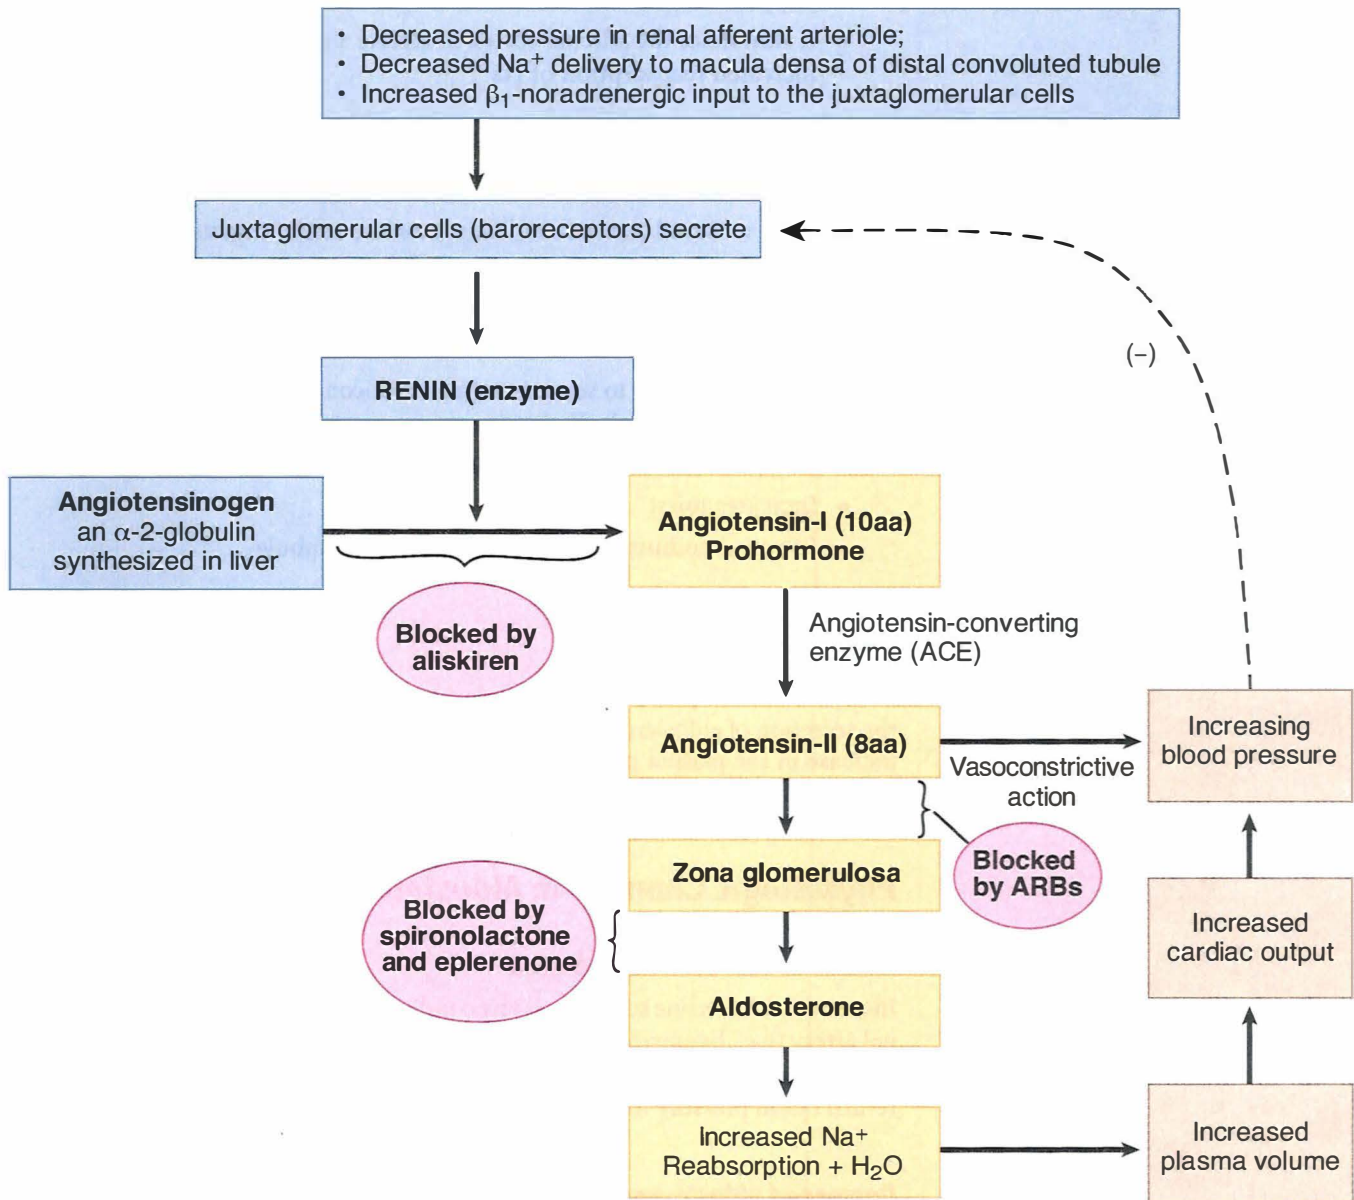 • Decreased pressure in renal afferent arteriole;
• Decreased Na⁺ delivery to macula densa of distal convoluted tubule
• Increased β₁-noradrenergic input to the juxtaglomerular cells
Juxtaglomerular cells (baroreceptors) secrete
(–)
RENIN (enzyme)
Angiotensinogen
an α-2-globulin
synthesized in liver
Angiotensin-I (10aa)
Prohormone
Blocked by
aliskiren
Angiotensin-converting
enzyme (ACE)
Angiotensin-II (8aa)
Vasoconstrictive
action
Increasing
blood pressure
Zona glomerulosa
Blocked
by ARBs
Blocked by
spironolactone
and eplerenone
Increased
cardiac output
Aldosterone
Increased Na⁺
Reabsorption + H₂O
Increased
plasma volume